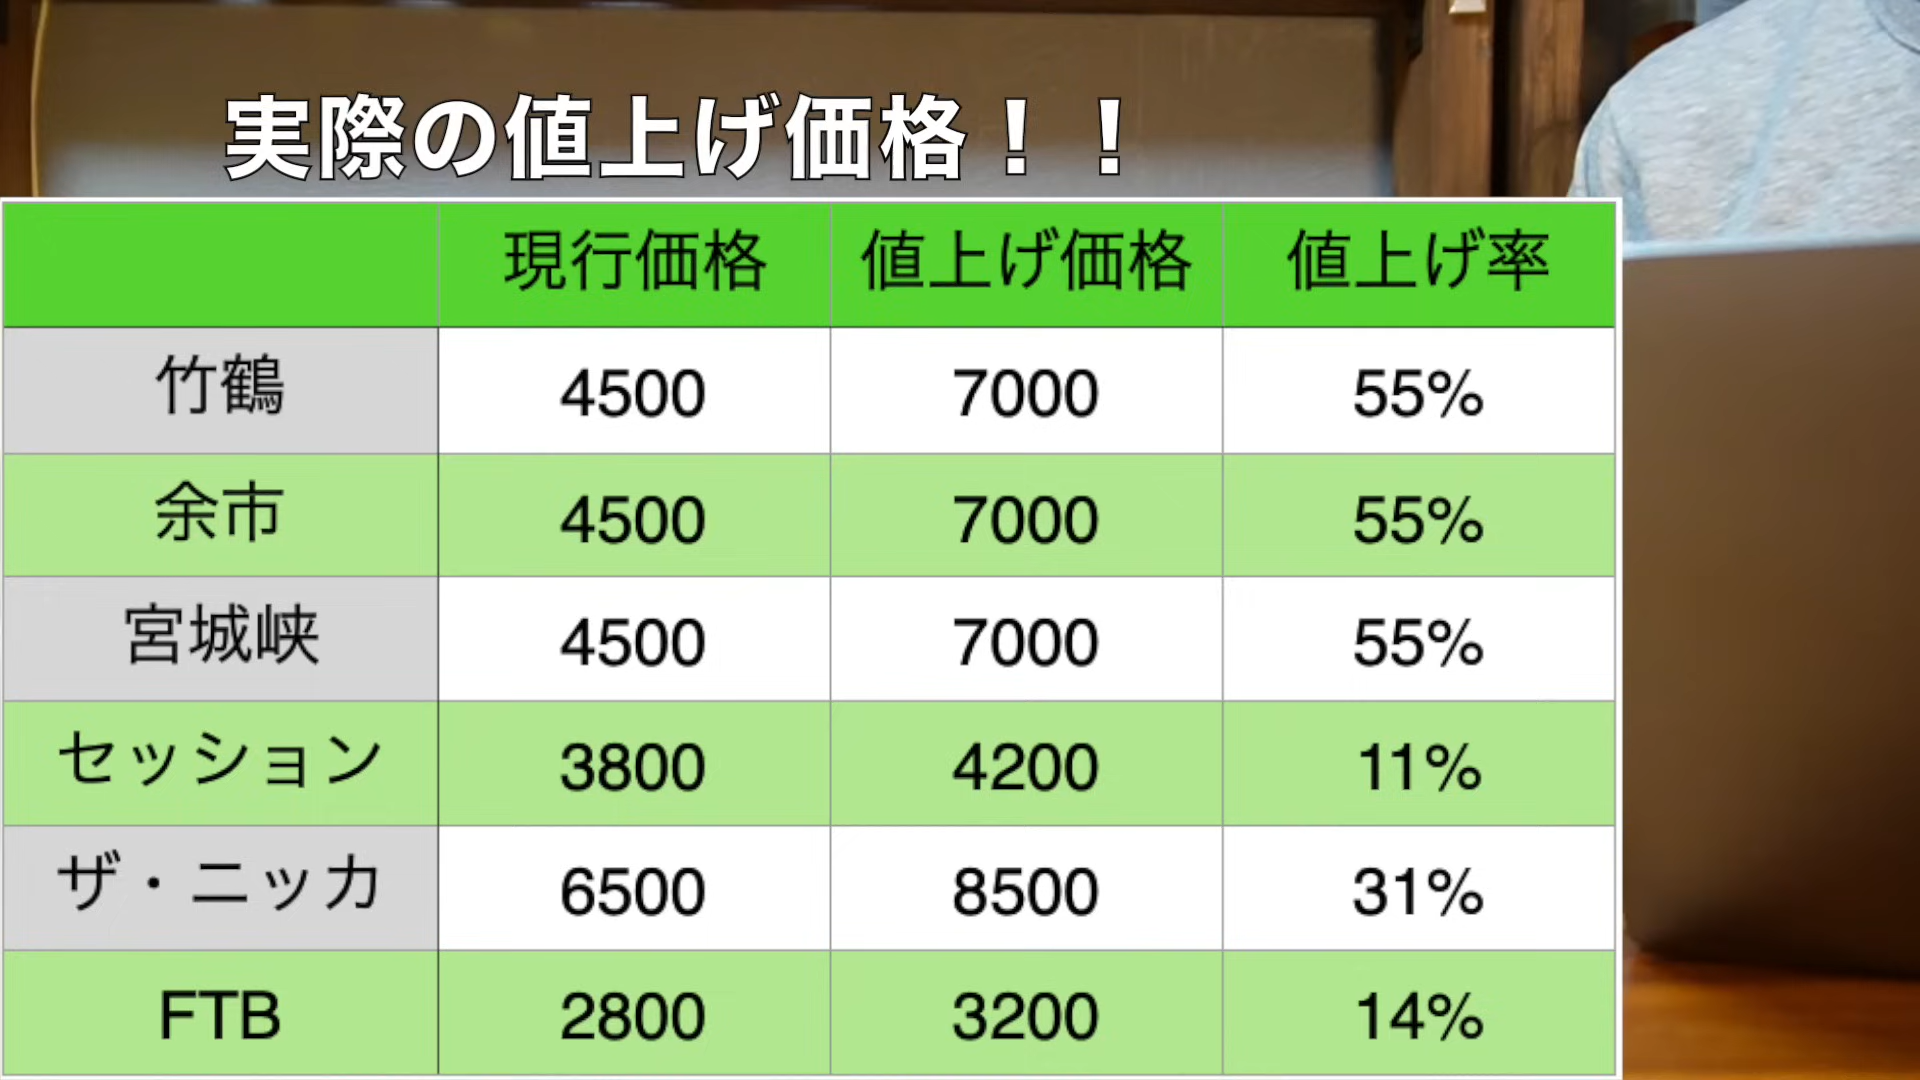 実際の値上げ価格！！
現行価格 値上げ価格 値上げ率
竹鶴 4500 7000 55%
余市 4500 7000 55%
宮城峡 4500 7000 55%
セッション 3800 4200 11%
ザ・ニッカ 6500 8500 31%
FTB 2800 3200 14%